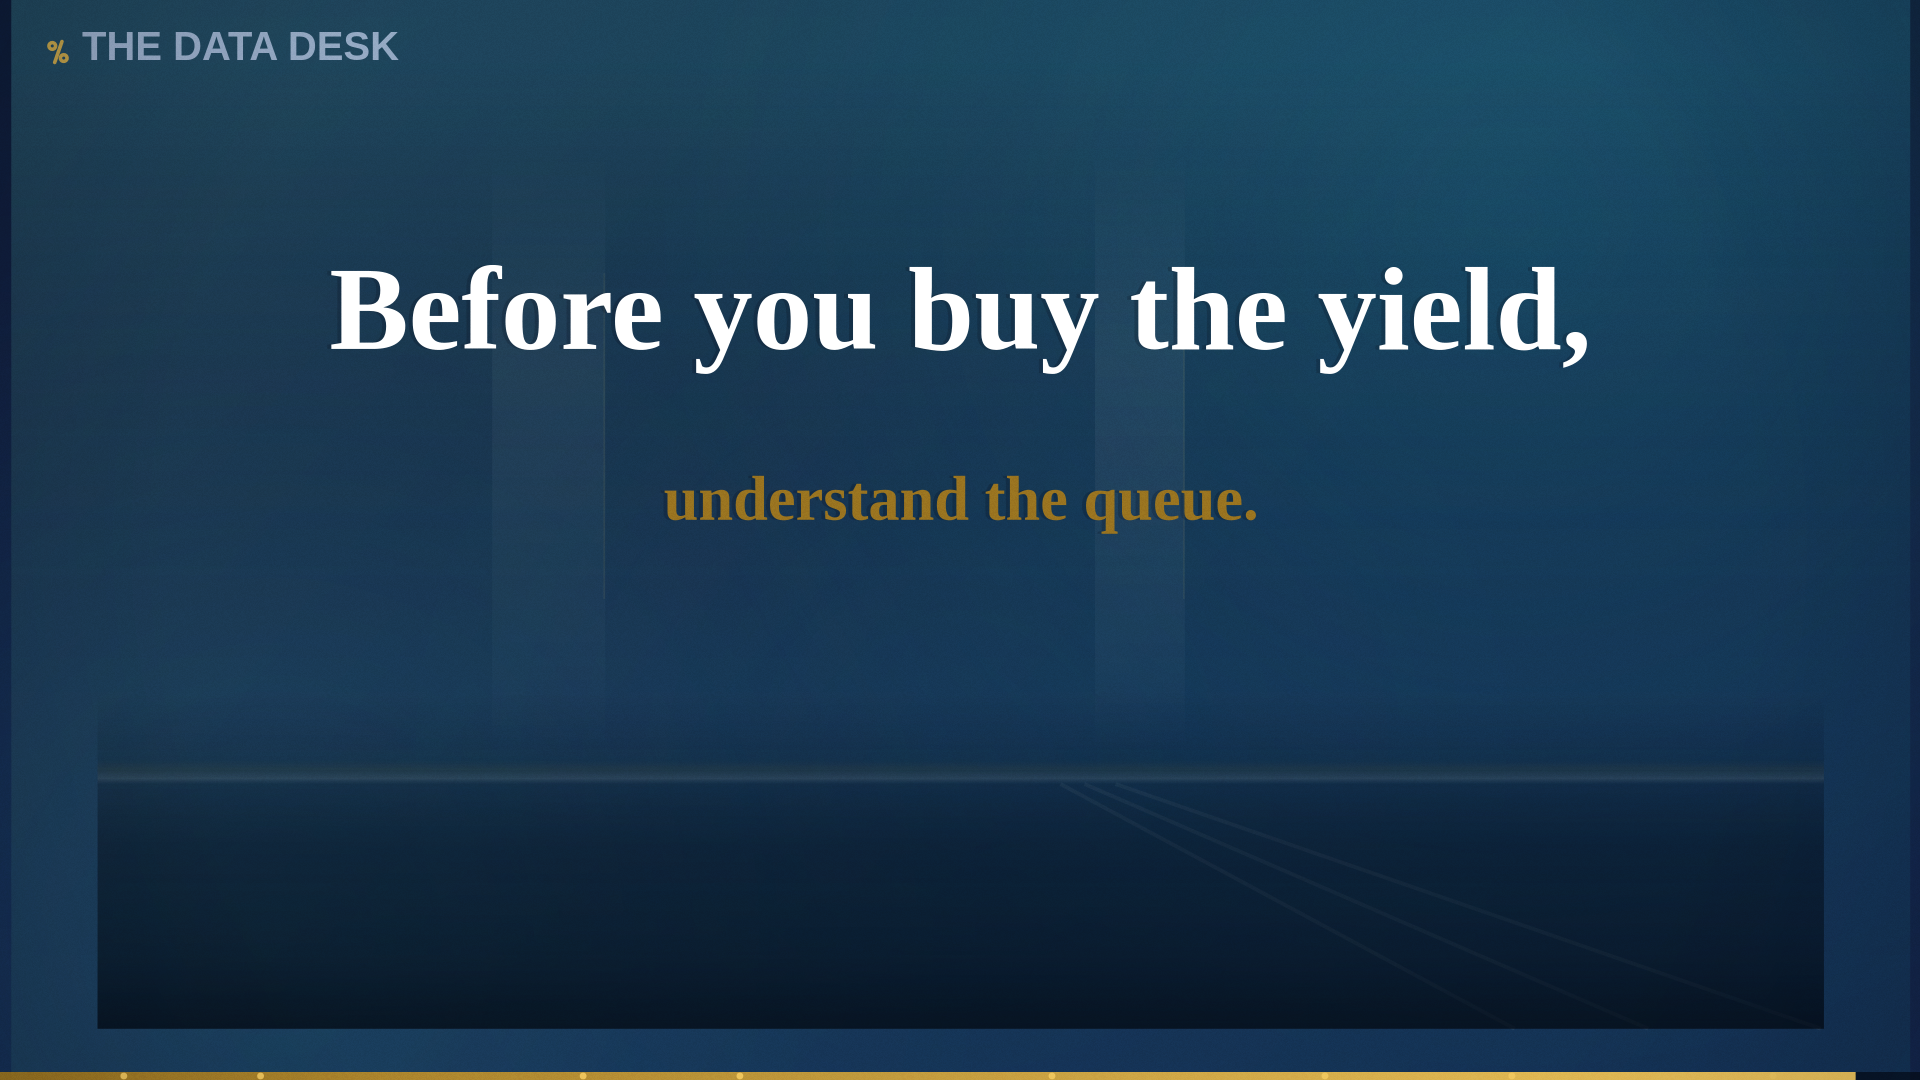 % THE DATA DESK
Before you buy the yield,
understand the queue.